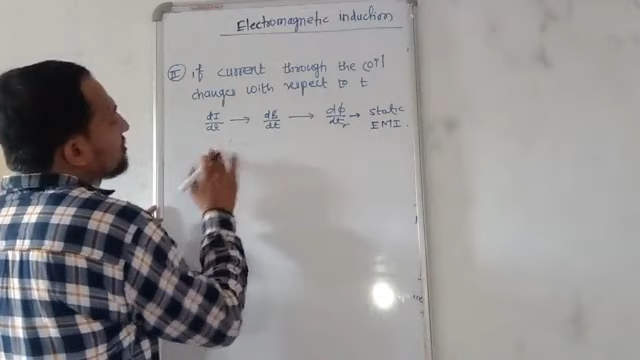 Electromagnetic induction
II If current through the coil
changes with respect to t
dI/dt → dB/dt → dϕ/dt → static
EMI.